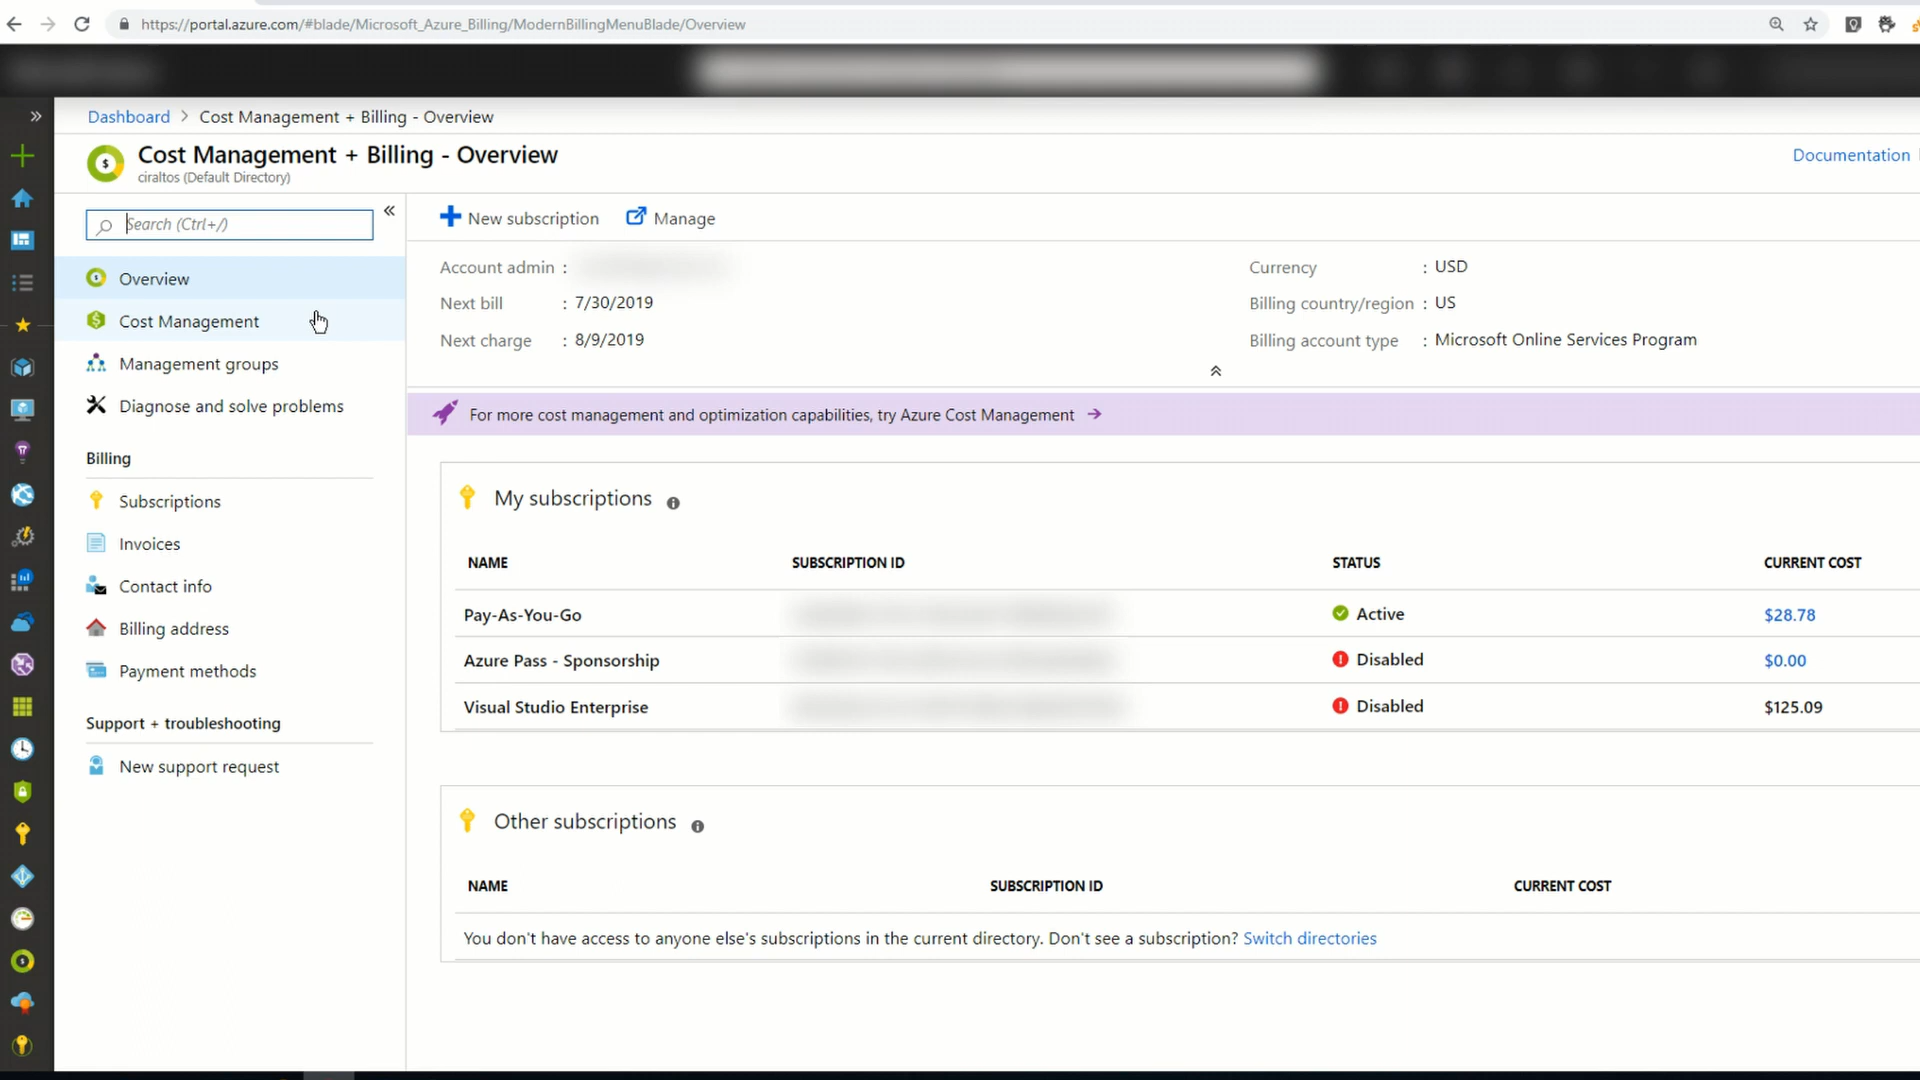 https://portal.azure.com/#blade/Microsoft_Azure_Billing/ModernBillingMenuBlade/Overview
Dashboard > Cost Management + Billing - Overview
Cost Management + Billing - Overview
ciraltos (Default Directory)
Documentation
Search (Ctrl+/)
Overview
Cost Management
Management groups
Diagnose and solve problems
Billing
Subscriptions
Invoices
Contact info
Billing address
Payment methods
Support + troubleshooting
New support request
New subscription
Manage
Account admin :
Next bill : 7/30/2019
Next charge : 8/9/2019
Currency : USD
Billing country/region : US
Billing account type : Microsoft Online Services Program
For more cost management and optimization capabilities, try Azure Cost Management →
My subscriptions
NAME SUBSCRIPTION ID STATUS CURRENT COST
Pay-As-You-Go Active $28.78
Azure Pass - Sponsorship Disabled $0.00
Visual Studio Enterprise Disabled $125.09
Other subscriptions
NAME SUBSCRIPTION ID CURRENT COST
You don't have access to anyone else's subscriptions in the current directory. Don't see a subscription? Switch directories